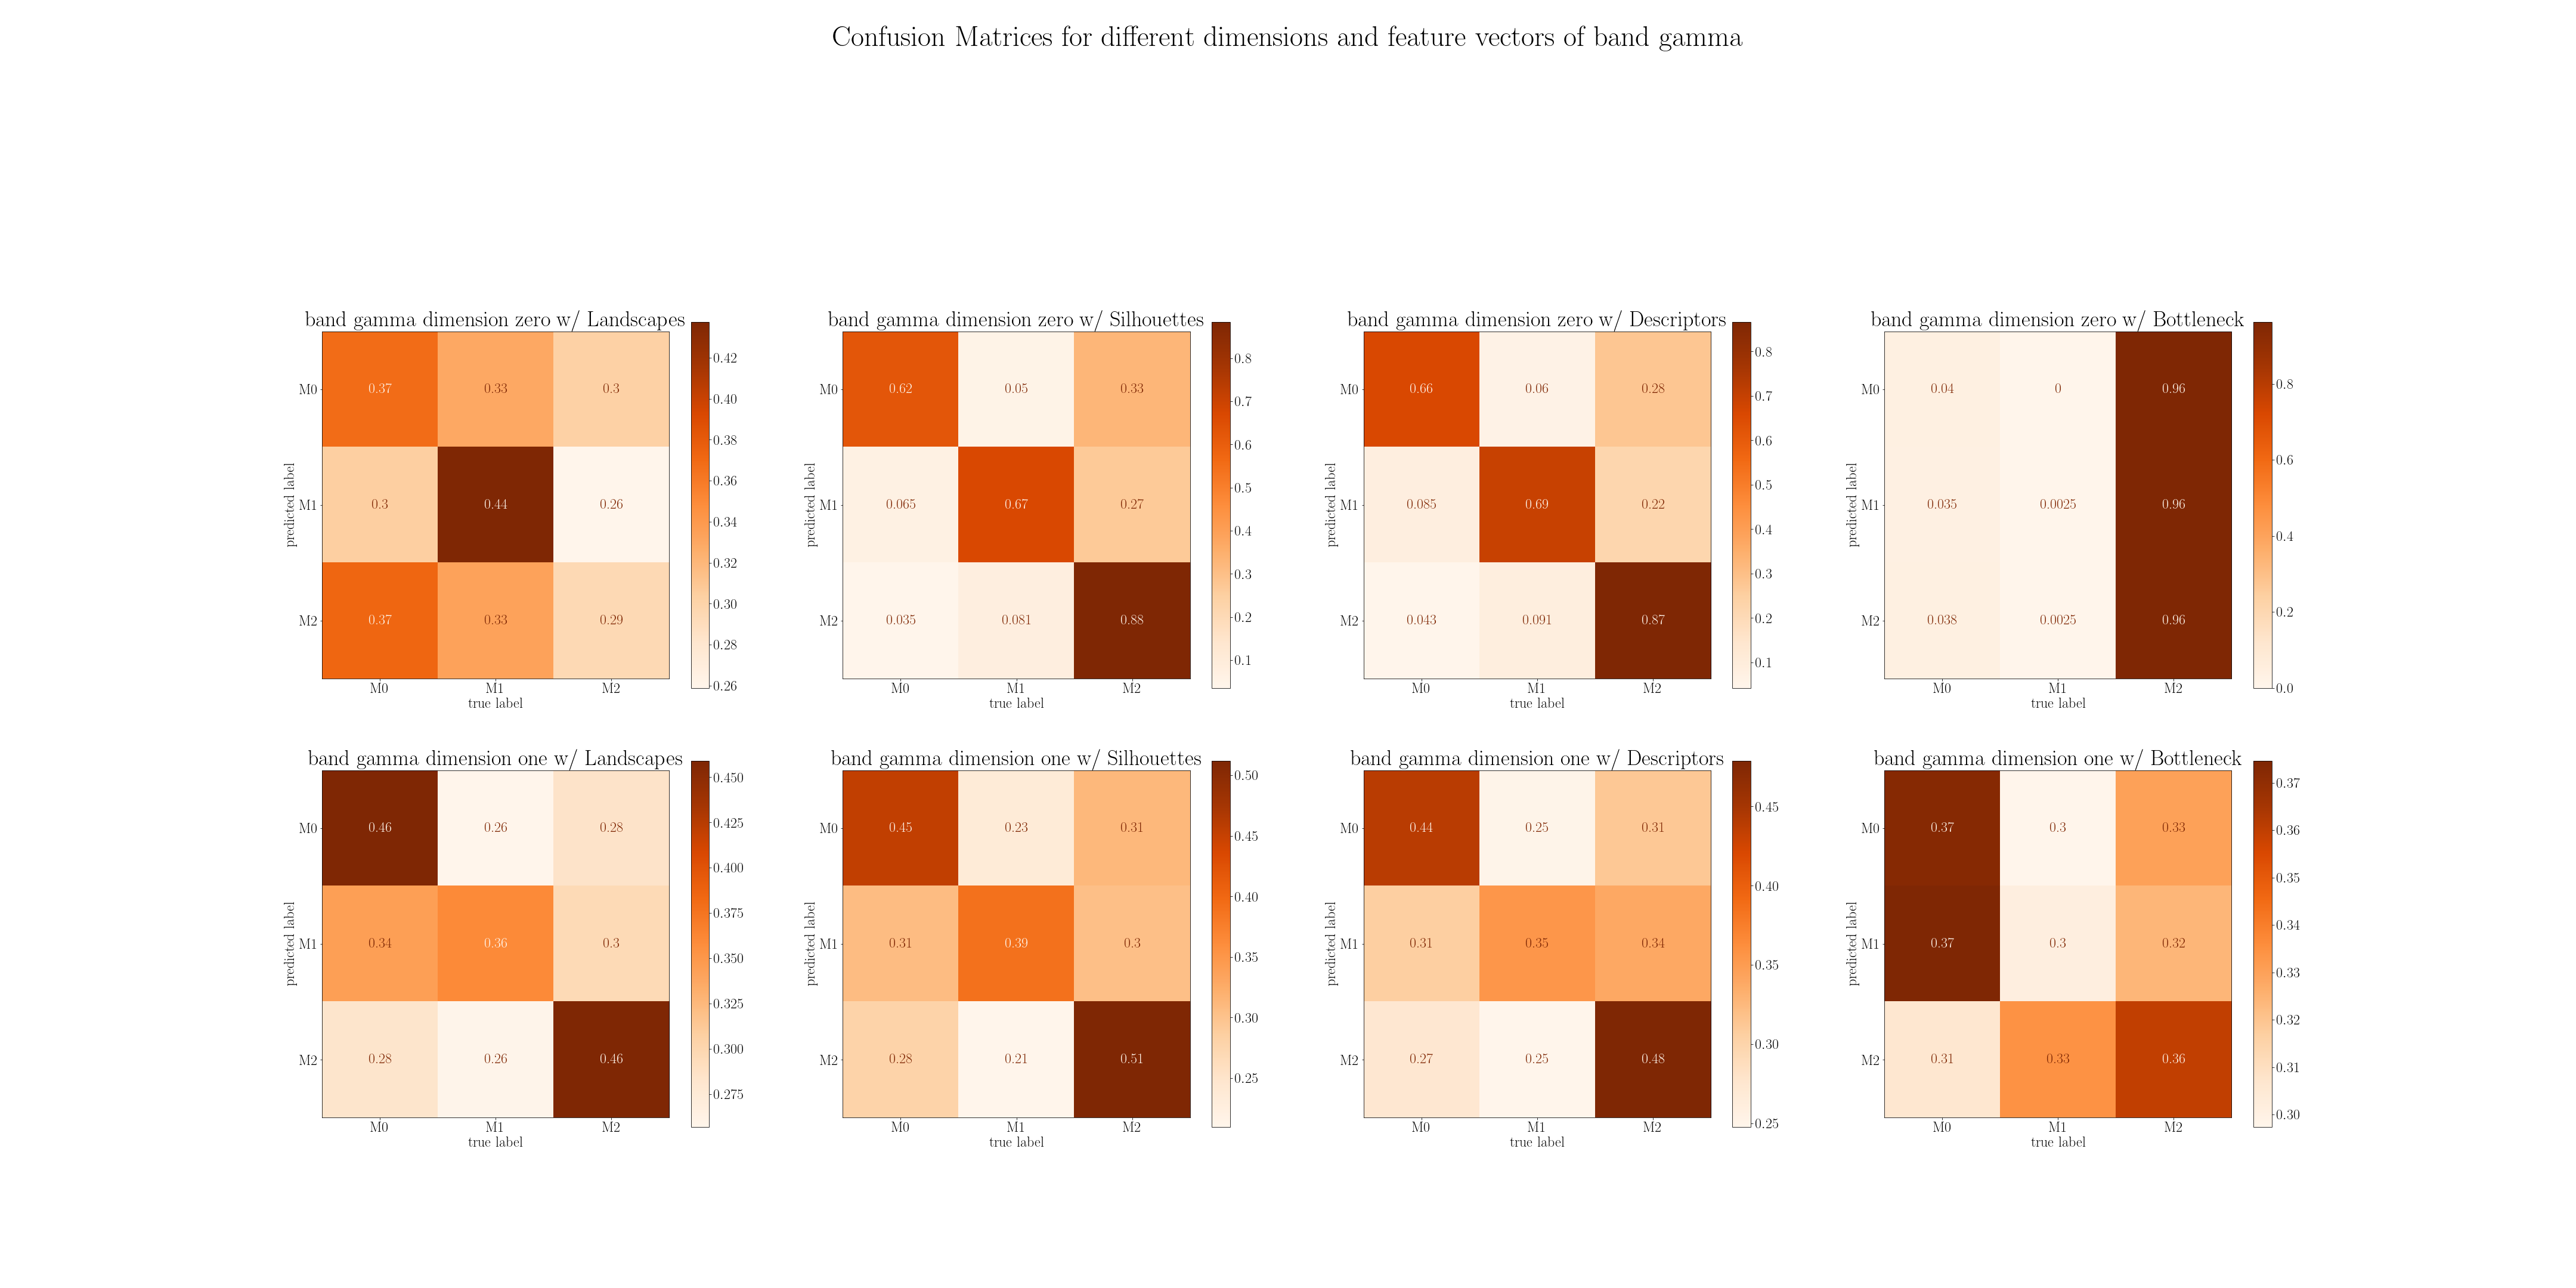 Confusion Matrices for different dimensions and feature vectors of band gamma
band gamma dimension zero w/ Landscapes
predicted label
M0 0.37 0.33 0.3
M1 0.3 0.44 0.26
M2 0.37 0.33 0.29
M0 M1 M2
true label
0.42
0.40
0.38
0.36
0.34
0.32
0.30
0.28
0.26
band gamma dimension zero w/ Silhouettes
predicted label
M0 0.62 0.05 0.33
M1 0.065 0.67 0.27
M2 0.035 0.081 0.88
M0 M1 M2
true label
0.8
0.7
0.6
0.5
0.4
0.3
0.2
0.1
band gamma dimension zero w/ Descriptors
predicted label
M0 0.66 0.06 0.28
M1 0.085 0.69 0.22
M2 0.043 0.091 0.87
M0 M1 M2
true label
0.8
0.7
0.6
0.5
0.4
0.3
0.2
0.1
band gamma dimension zero w/ Bottleneck
predicted label
M0 0.04 0 0.96
M1 0.035 0.0025 0.96
M2 0.038 0.0025 0.96
M0 M1 M2
true label
0.8
0.6
0.4
0.2
0.0
band gamma dimension one w/ Landscapes
predicted label
M0 0.46 0.26 0.28
M1 0.34 0.36 0.3
M2 0.28 0.26 0.46
M0 M1 M2
true label
0.450
0.425
0.400
0.375
0.350
0.325
0.300
0.275
band gamma dimension one w/ Silhouettes
predicted label
M0 0.45 0.23 0.31
M1 0.31 0.39 0.3
M2 0.28 0.21 0.51
M0 M1 M2
true label
0.50
0.45
0.40
0.35
0.30
0.25
band gamma dimension one w/ Descriptors
predicted label
M0 0.44 0.25 0.31
M1 0.31 0.35 0.34
M2 0.27 0.25 0.48
M0 M1 M2
true label
0.45
0.40
0.35
0.30
0.25
band gamma dimension one w/ Bottleneck
predicted label
M0 0.37 0.3 0.33
M1 0.37 0.3 0.32
M2 0.31 0.33 0.36
M0 M1 M2
true label
0.37
0.36
0.35
0.34
0.33
0.32
0.31
0.30